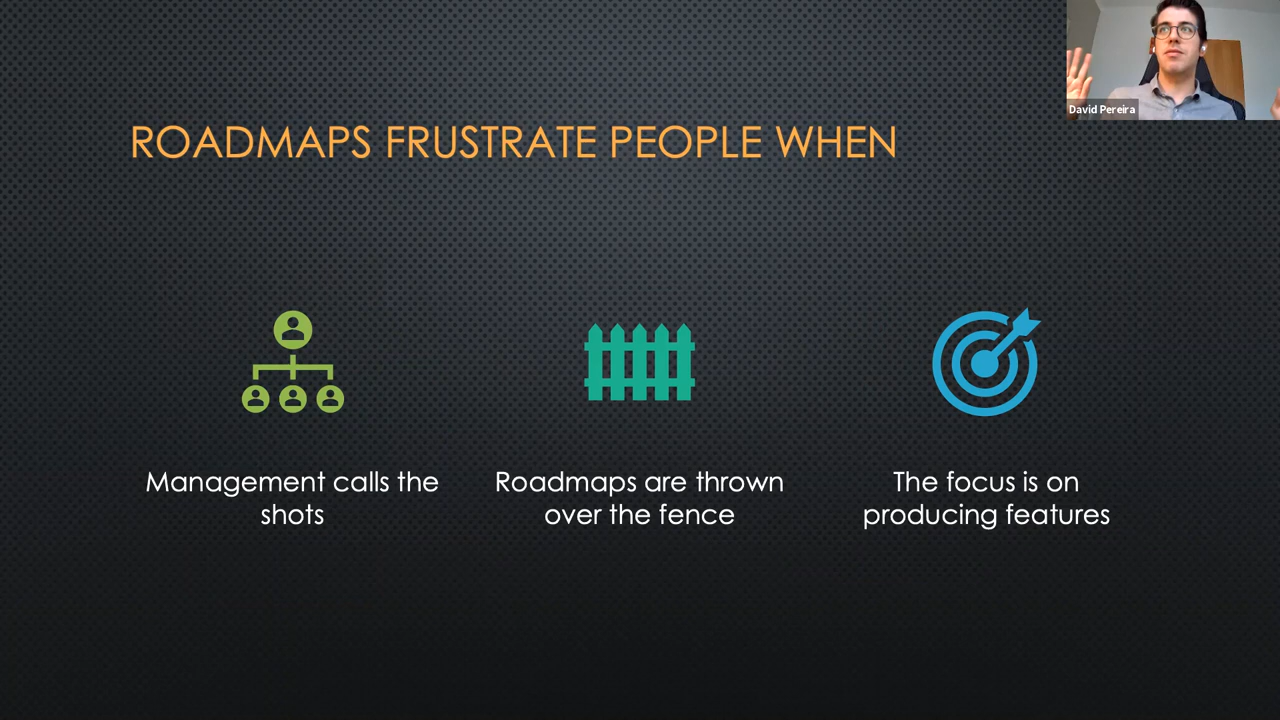 David Pereira
ROADMAPS FRUSTRATE PEOPLE WHEN
Management calls the
shots
Roadmaps are thrown
over the fence
The focus is on
producing features